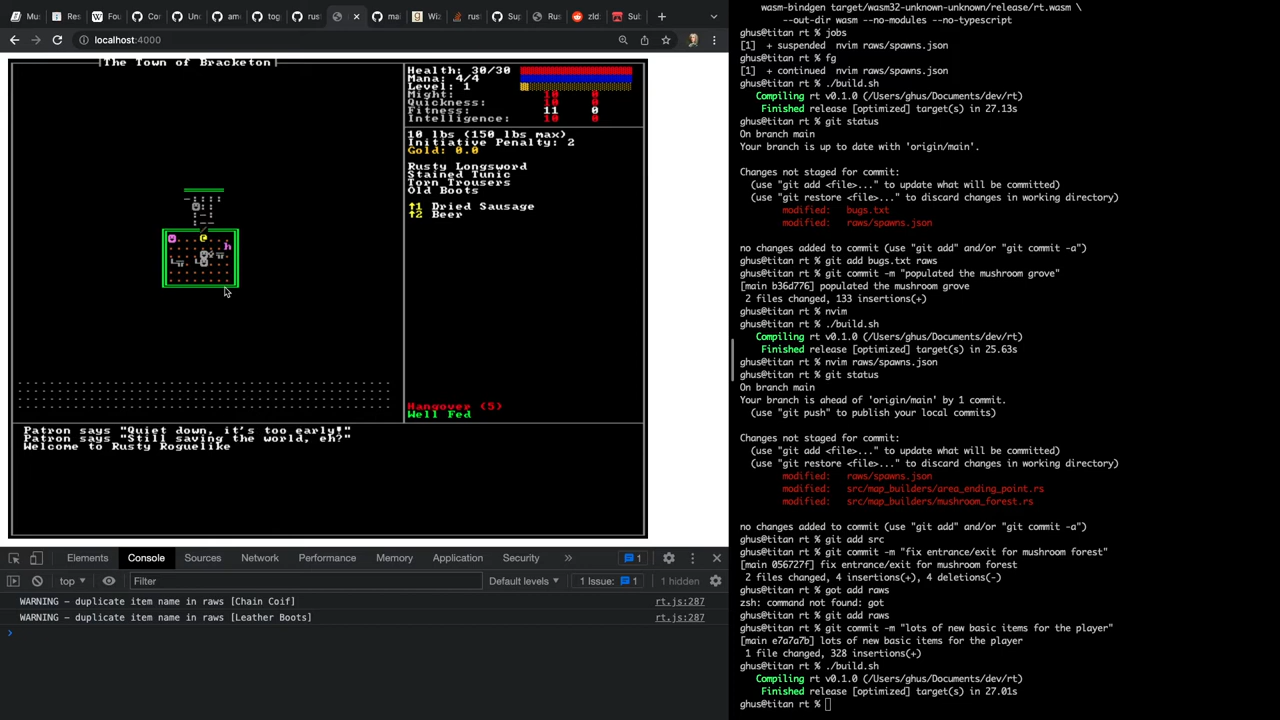 Mus
Pro
Wi
Fou
Cor
Unc
am
tog
rus
mai
Wiz
rust
Sup
Rus
zld:
Sub
localhost:4000
The Town of Bracketon
Health: 30/30
Mana: 4/4
Level: 1
Might: 10 0
Quickness: 10 0
Fitness: 11 0
Intelligence: 10 0
10 lbs (150 lbs max)
Initiative Penalty: 2
Gold: 0.0
Rusty Longsword
Stained Tunic
Torn Trousers
Old Boots
↑1 Dried Sausage
↑2 Beer
Hangover (5)
Well Fed
Patron says "Quiet down, it's too early!"
Patron says "Still saving the world, eh?"
Welcome to Rusty Roguelike
Elements Console Sources Network Performance Memory Application Security » 1
top Filter Default levels 1 Issue: 1 1 hidden
WARNING – duplicate item name in raws [Chain Coif] rt.js:287
WARNING – duplicate item name in raws [Leather Boots] rt.js:287
wasm-bindgen target/wasm32-unknown-unknown/release/rt.wasm \
--out-dir wasm --no-modules --no-typescript
ghus@titan rt % jobs
[1] + suspended nvim raws/spawns.json
ghus@titan rt % fg
[1] + continued nvim raws/spawns.json
ghus@titan rt % ./build.sh
Compiling rt v0.1.0 (/Users/ghus/Documents/dev/rt)
Finished release [optimized] target(s) in 27.13s
ghus@titan rt % git status
On branch main
Your branch is up to date with 'origin/main'.
Changes not staged for commit:
(use "git add <file>..." to update what will be committed)
(use "git restore <file>..." to discard changes in working directory)
modified: bugs.txt
modified: raws/spawns.json
no changes added to commit (use "git add" and/or "git commit -a")
ghus@titan rt % git add bugs.txt raws
ghus@titan rt % git commit -m "populated the mushroom grove"
[main b36d776] populated the mushroom grove
2 files changed, 133 insertions(+)
ghus@titan rt % nvim
ghus@titan rt % ./build.sh
Compiling rt v0.1.0 (/Users/ghus/Documents/dev/rt)
Finished release [optimized] target(s) in 25.63s
ghus@titan rt % nvim raws/spawns.json
ghus@titan rt % git status
On branch main
Your branch is ahead of 'origin/main' by 1 commit.
(use "git push" to publish your local commits)
Changes not staged for commit:
(use "git add <file>..." to update what will be committed)
(use "git restore <file>..." to discard changes in working directory)
modified: raws/spawns.json
modified: src/map_builders/area_ending_point.rs
modified: src/map_builders/mushroom_forest.rs
no changes added to commit (use "git add" and/or "git commit -a")
ghus@titan rt % git add src
ghus@titan rt % git commit -m "fix entrance/exit for mushroom forest"
[main 056727f] fix entrance/exit for mushroom forest
2 files changed, 4 insertions(+), 4 deletions(-)
ghus@titan rt % got add raws
zsh: command not found: got
ghus@titan rt % git add raws
ghus@titan rt % git commit -m "lots of new basic items for the player"
[main e7a7a7b] lots of new basic items for the player
1 file changed, 328 insertions(+)
ghus@titan rt % ./build.sh
Compiling rt v0.1.0 (/Users/ghus/Documents/dev/rt)
Finished release [optimized] target(s) in 27.01s
ghus@titan rt %